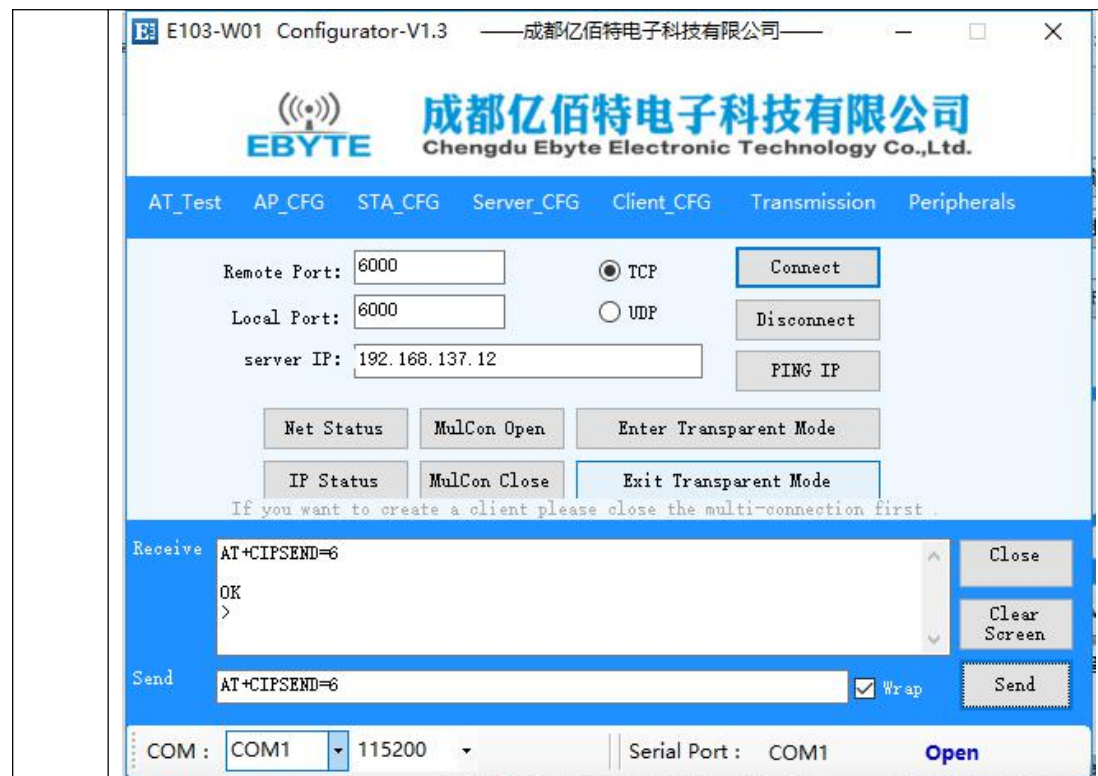 E103-W01 Configurator-V1.3 ——成都亿佰特电子科技有限公司——
EBYTE
成都亿佰特电子科技有限公司
Chengdu Ebyte Electronic Technology Co.,Ltd.
AT_Test AP_CFG STA_CFG Server_CFG Client_CFG Transmission Peripherals
Remote Port: 6000 TCP Connect
Local Port: 6000 UDP Disconnect
server IP: 192.168.137.12 PING IP
Net Status MulCon Open Enter Transparent Mode
IP Status MulCon Close Exit Transparent Mode
If you want to create a client please close the multi-connection first .
Receive AT+CIPSEND=6 Close
OK
>
Clear Screen
Send AT+CIPSEND=6 Wrap Send
COM : COM1 115200 Serial Port : COM1 Open